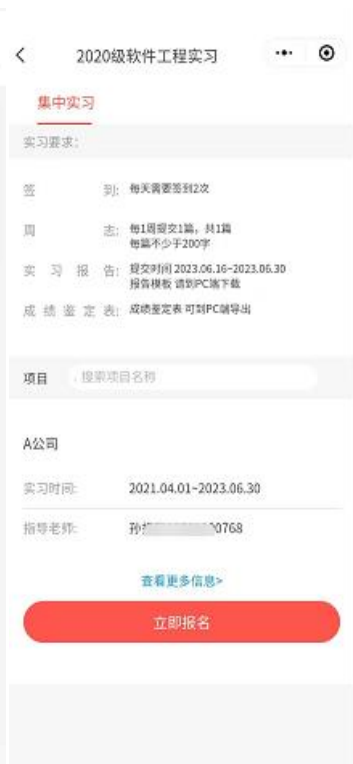 2020级软件工程实习
集中实习
实习要求：
签到: 每天需要签到2次
周志: 每1周提交1篇，共1篇
每篇不少于200字
实习报告: 提交时间 2023.06.16~2023.06.30
报告模板 请到PC端下载
成绩鉴定表: 成绩鉴定表 可到PC端导出
项目 搜索项目名称
A公司
实习时间: 2021.04.01~2023.06.30
指导老师: 孙 0768
查看更多信息>
立即报名